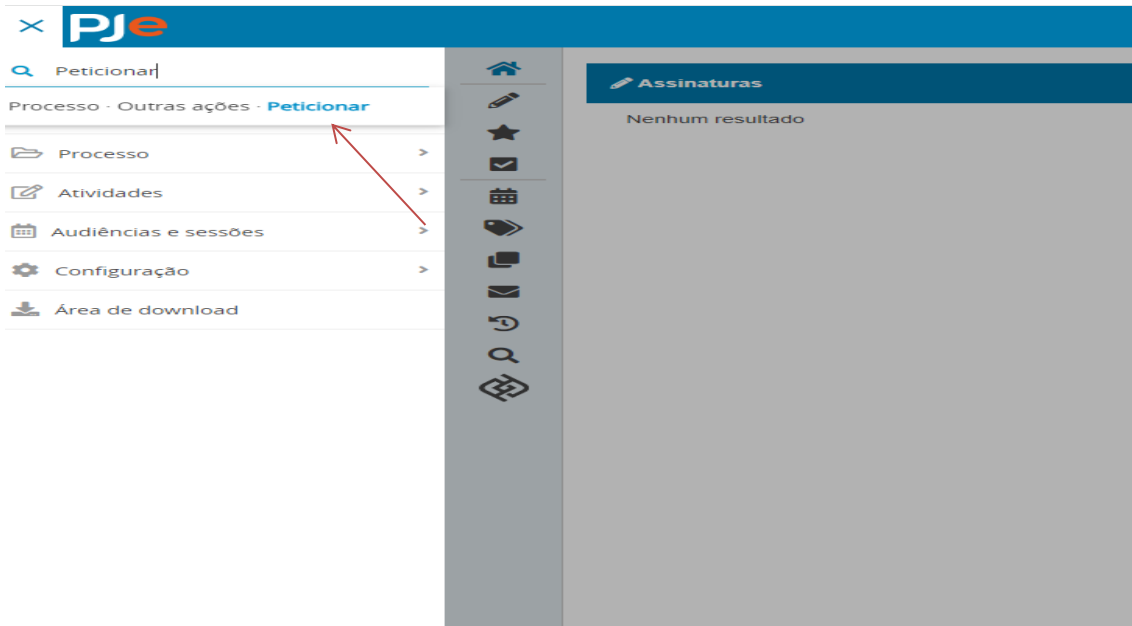 PJe
Peticionar
Processo · Outras ações · Peticionar
Processo
Atividades
Audiências e sessões
Configuração
Área de download
Assinaturas
Nenhum resultado